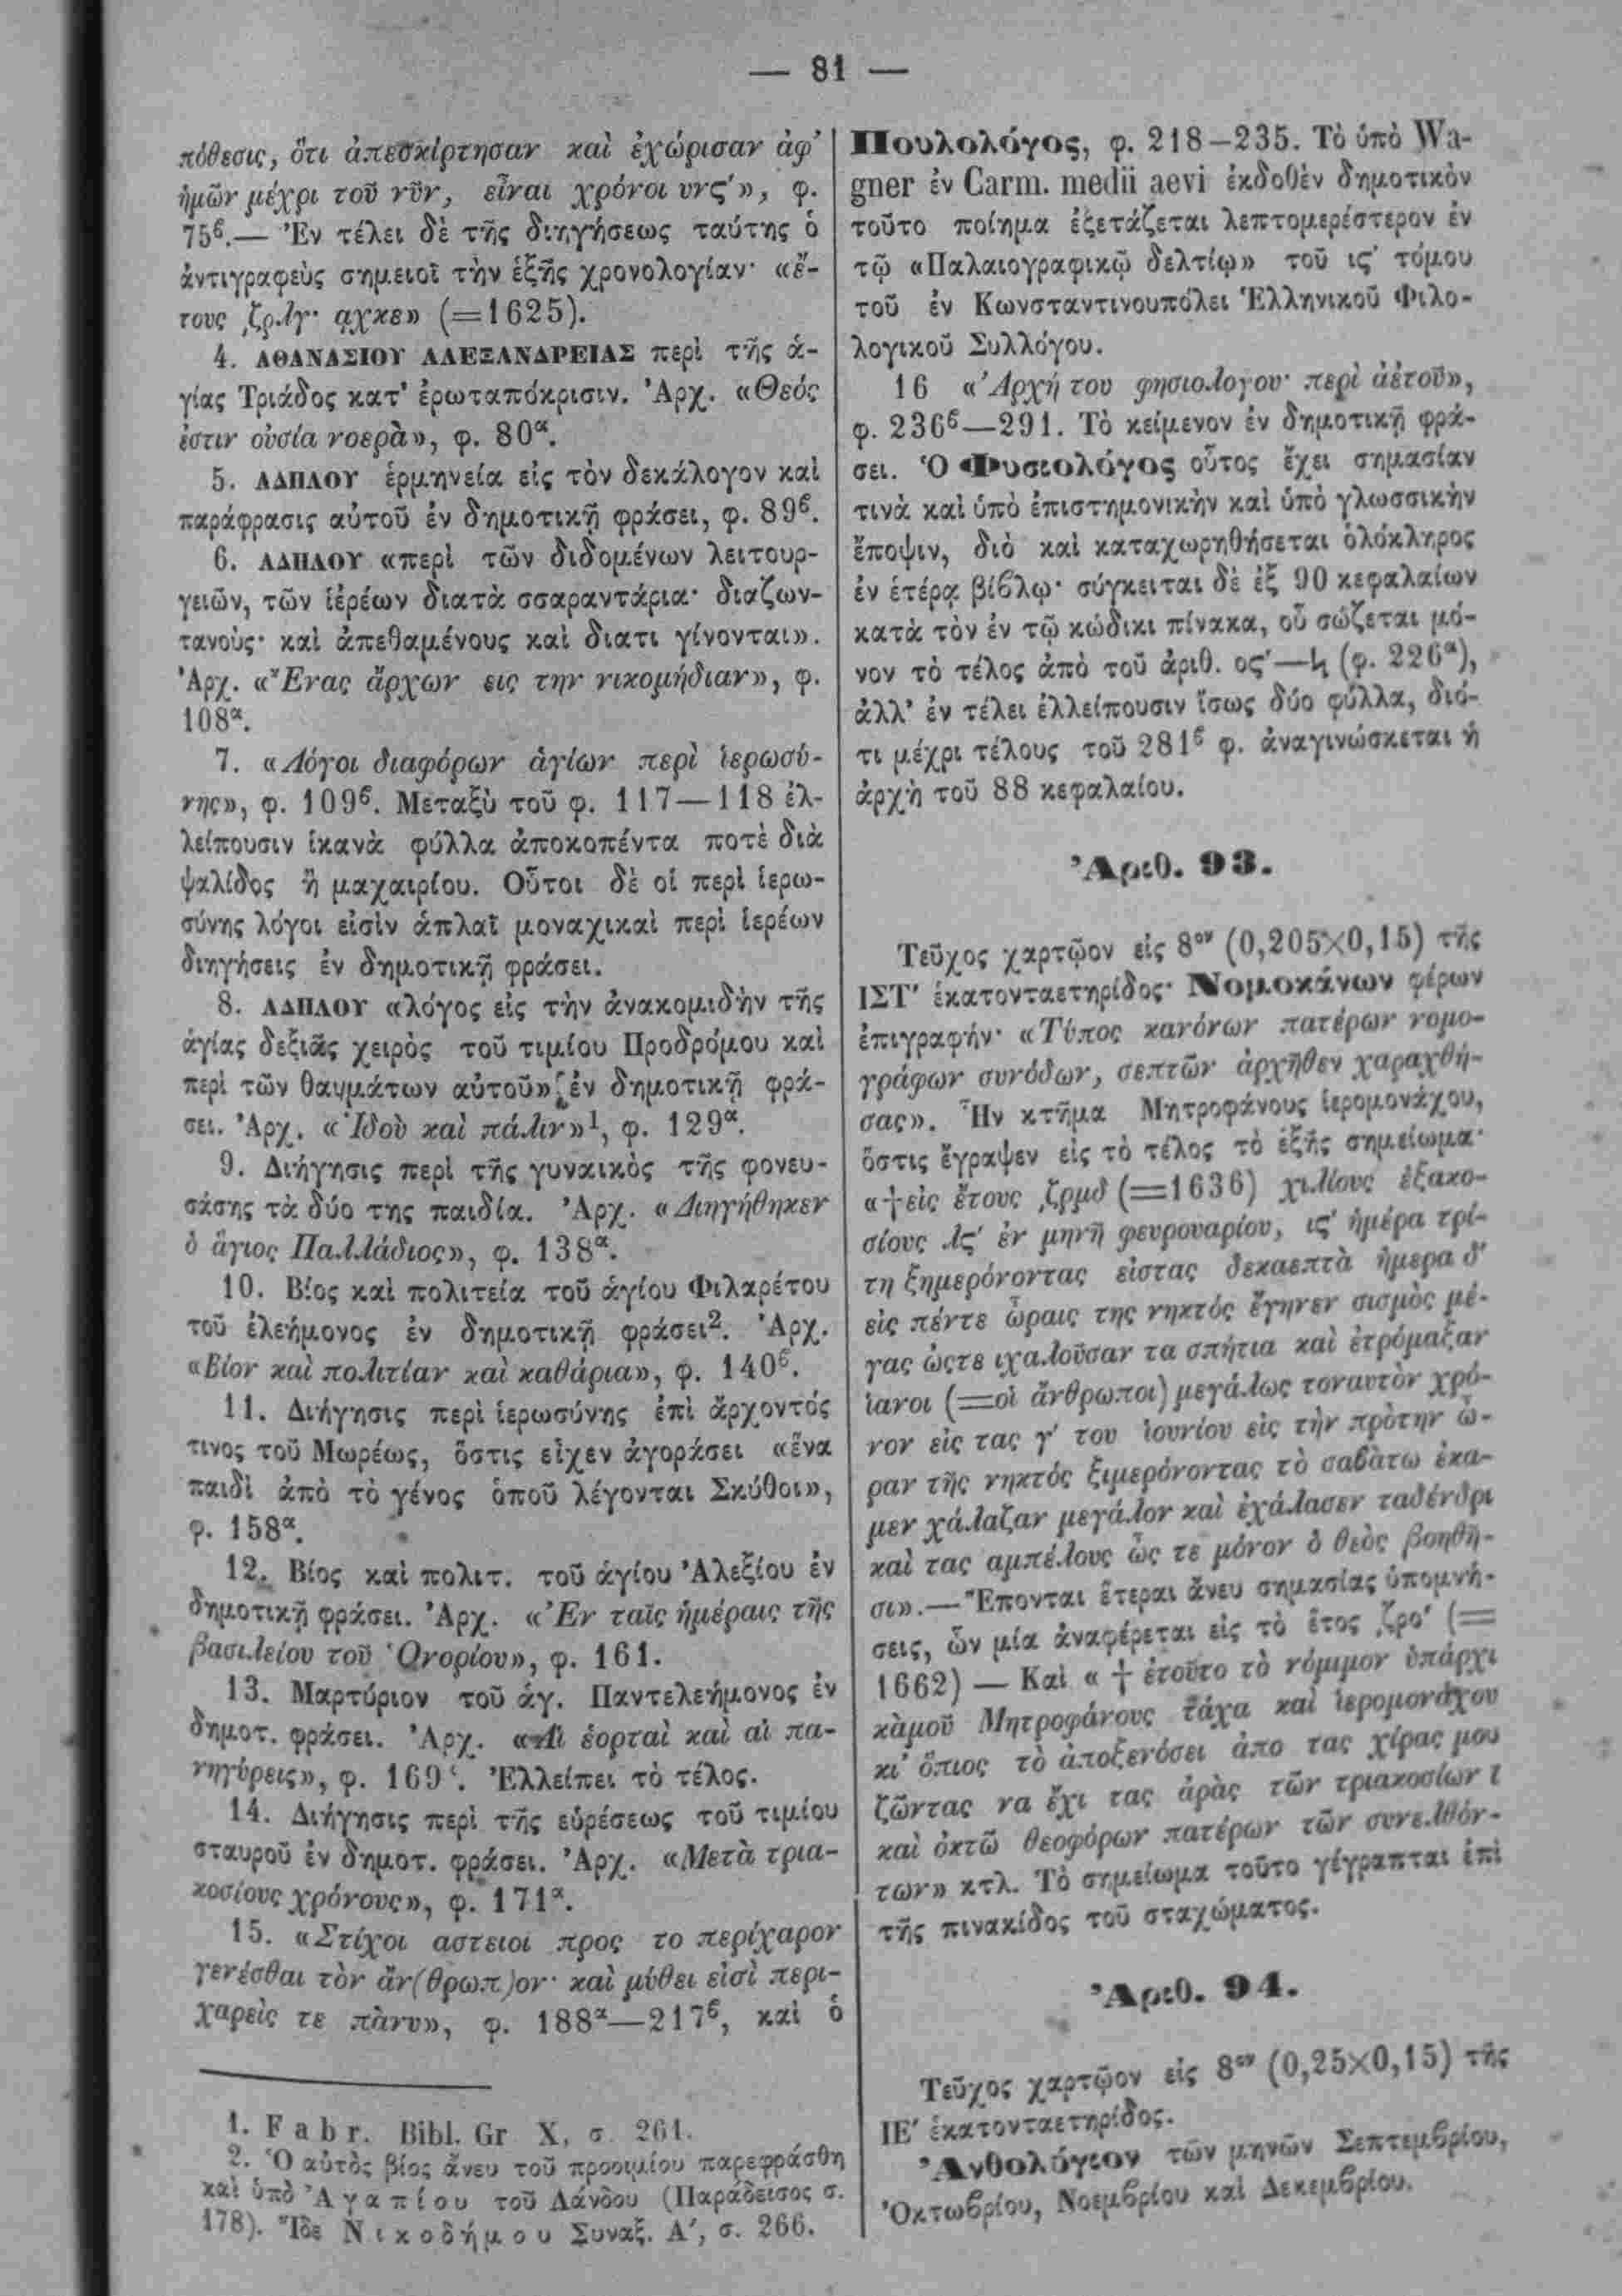 — 81 —
πόθεσις, ὅτι ἀπεσκίρτησαν καὶ ἐχώρισαν ἀφ’
ἡμῶν μέχρι τοῦ νῦν, εἶναι χρόνοι υνς΄», φ.
75β.— Ἐν τέλει δὲ τῆς διηγήσεως ταύτης ὁ
ἀντιγραφεὺς σημειοῖ τὴν ἑξῆς χρονολογίαν· «ἔ-
τους ͵ζρλγ· αχκε» (=1625).
4. ΑΘΑΝΑΣΙΟΥ ΑΛΕΞΑΝΔΡΕΙΑΣ περὶ τῆς ἁ-
γίας Τριάδος κατ’ ἐρωταπόκρισιν. Ἀρχ. «Θεός
ἐστιν οὐσία νοερὰ», φ. 80α.
5. ΑΔΗΛΟΥ ἑρμηνεία εἰς τὸν δεκάλογον καὶ
παράφρασις αὐτοῦ ἐν δημοτικῇ φράσει, φ. 89β.
6. ΑΔΗΛΟΥ «περὶ τῶν διδομένων λειτουρ-
γειῶν, τῶν ἱερέων διατὰ σσαραντάρια· διαζων-
τανοὺς· καὶ ἀπεθαμένους καὶ διατι γίνονται».
Ἀρχ. «Ἔνας ἄρχων εις την νικομήδιαν», φ.
108α.
7. «Λόγοι διαφόρων ἁγίων περὶ ἱερωσύ-
νης», φ. 109β. Μεταξὺ τοῦ φ. 117—118 ἐλ-
λείπουσιν ἱκανὰ φύλλα ἀποκοπέντα ποτὲ διὰ
ψαλίδος ἢ μαχαιρίου. Οὗτοι δὲ οἱ περὶ ἱερω-
σύνης λόγοι εἰσὶν ἁπλαῖ μοναχικαὶ περὶ ἱερέων
διηγήσεις ἐν δημοτικῇ φράσει.
8. ΑΔΗΛΟΥ «λόγος εἰς τὴν ἀνακομιδὴν τῆς
ἁγίας δεξιᾶς χειρὸς τοῦ τιμίου Προδρόμου καὶ
περὶ τῶν θαυμάτων αὐτοῦ» ἐν δημοτικῇ φρά-
σει. Ἀρχ. «Ἰδοὺ καὶ πάλιν»1, φ. 129α.
9. Διήγησις περὶ τῆς γυναικὸς τῆς φονευ-
σάσης τὰ δύο της παιδία. Ἀρχ. «Διηγήθηκεν
ὁ ἅγιος Παλλάδιος», φ. 138α.
10. Βίος καὶ πολιτεία τοῦ ἁγίου Φιλαρέτου
τοῦ ἐλεήμονος ἐν δημοτικῇ φράσει2. Ἀρχ.
«Βίον καὶ πολιτίαν καὶ καθάρια», φ. 140β.
11. Διήγησις περὶ ἱερωσύνης ἐπὶ ἄρχοντός
τινος τοῦ Μωρέως, ὅστις εἶχεν ἀγοράσει «ἕνα
παιδὶ ἀπὸ τὸ γένος ὁποῦ λέγονται Σκύθοι»,
φ. 158α.
12. Βίος καὶ πολιτ. τοῦ ἁγίου Ἀλεξίου ἐν
δημοτικῇ φράσει. Ἀρχ. «Ἐν ταῖς ἡμέραις τῆς
βασιλείου τοῦ Ὁνορίου», φ. 161.
13. Μαρτύριον τοῦ ἁγ. Παντελεήμονος ἐν
δημοτ. φράσει. Ἀρχ. «Αἱ ἑορταὶ καὶ αἱ πα-
νηγύρεις», φ. 169 . Ἐλλείπει τὸ τέλος.
14. Διήγησις περὶ τῆς εὑρέσεως τοῦ τιμίου
σταυροῦ ἐν δημοτ. φράσει. Ἀρχ. «Μετὰ τρια-
κοσίους χρόνους», φ. 171α.
15. «Στίχοι αστειοι προς το περίχαρον
γενέσθαι τὸν ἄν(θρωπ)ον· καὶ μύθει εἰσὶ περι-
χαρεὶς τε πὰνυ», φ. 188α—217β, καὶ ὁ
1. Fabr. Bibl. Gr X, σ. 261.
2. Ὁ αὐτὸς βίος ἄνευ τοῦ προοιμίου παρεφράσθη
καὶ ὑπὸ Ἀγαπίου τοῦ Λάνδου (Παράδεισος σ.
178). Ἴδε Νικοδήμου Συναξ. Α΄, σ. 266.
Πουλολόγος, φ. 218—235. Τὸ ὑπὸ Wa-
gner ἐν Carm. medii aevi ἐκδοθὲν δημοτικὸν
τοῦτο ποίημα ἐξετάζεται λεπτομερέστερον ἐν
τῷ «Παλαιογραφικῷ δελτίῳ» τοῦ ις΄ τόμου
τοῦ ἐν Κωνσταντινουπόλει Ἑλληνικοῦ Φιλο-
λογικοῦ Συλλόγου.
16 «Ἀρχή του φησιολογου· περὶ ἀέτοῦ»,
φ. 236β—291. Τὸ κείμενον ἐν δημοτικῇ φρά-
σει. Ὁ Φυσιολόγος οὗτος ἔχει σημασίαν
τινὰ καὶ ὑπὸ ἐπιστημονικὴν καὶ ὑπὸ γλωσσικὴν
ἔποψιν, διὸ καὶ καταχωρηθήσεται ὁλόκληρος
ἐν ἑτέρᾳ βίβλῳ· σύγκειται δὲ ἐξ 90 κεφαλαίων
κατὰ τὸν ἐν τῷ κώδικι πίνακα, οὗ σώζεται μό-
νον τὸ τέλος ἀπὸ τοῦ ἀριθ. ος΄—ϟ (φ. 226α),
ἀλλ’ ἐν τέλει ἐλλείπουσιν ἴσως δύο φύλλα, διό-
τι μέχρι τέλους τοῦ 281β φ. ἀναγινώσκεται ἡ
ἀρχὴ τοῦ 88 κεφαλαίου.
Ἀριθ. 93.
Τεῦχος χαρτῷον εἰς 8ον (0,205×0,15) τῆς
ΙΣΤ΄ ἑκατονταετηρίδος· Νομοκάνων φέρων
ἐπιγραφήν· «Τύπος κανόνων πατέρων νομο-
γράφων συνόδων, σεπτῶν ἀρχῆθεν χαραχθή-
σας». Ἦν κτῆμα Μητροφάνους ἱερομονάχου,
ὅστις ἔγραψεν εἰς τὸ τέλος τὸ ἑξῆς σημείωμα·
«†εἰς ἔτους ͵ζρμδ (=1636) χιλίους ἑξακο-
σίους λς΄ ἐν μηνῆ φευρουαρίου, ις΄ ἡμέρα τρί-
τη ξημερόνοντας εἰστας δεκαεπτὰ ἡμερα δ΄
εἰς πέντε ὧραις της νηκτός ἔγηνεν σισμὸς μέ-
γας ὡςτε ιχαλοῦσαν τα σπήτια καὶ ἐτρόμαξαν
ἱανοι (=οἱ ἄνθρωποι) μεγάλως τοναυτὸν χρό-
νον εἰς τας γ΄ του ἰουνίου εἰς τὴν πρὸτην ὥ-
ραν τῆς νηκτός ξιμερόνοντας τὸ σαβὰτω ἐκα-
μεν χάλαζαν μεγάλον καὶ ἐχάλασεν ταδένδρι
καὶ τας αμπέλους ὧς τε μόνον ὁ θεὸς βοηθῆ-
σι».—Ἔπονται ἕτεραι ἄνευ σημασίας ὑπομνή-
σεις, ὧν μία ἀναφέρεται εἰς τὸ ἔτος ͵ζρο΄ (=
1662) — Καὶ « † ἐτοῦτο τὸ νόμιμον ὑπάρχι
κἀμοῦ Μητροφάνους τάχα καὶ ἱερομονάχου
κι’ ὅπιος τὸ ἀποξενόσει ἀπο τας χίρας μου
ζῶντας να ἔχι τας ἀρὰς τῶν τριακοσίων ι
καὶ ὀκτῶ θεοφόρων πατέρων τῶν συνελθόν-
των» κτλ. Τὸ σημείωμα τοῦτο γέγραπται ἐπὶ
τῆς πινακίδος τοῦ σταχώματος.
Ἀριθ. 94.
Τεῦχος χαρτῷον εἰς 8ον (0,25×0,15) τῆς
ΙΕ΄ ἑκατονταετηρίδος.
Ἀνθολόγιον τῶν μηνῶν Σεπτεμβρίου,
Ὀκτωβρίου, Νοεμβρίου καὶ Δεκεμβρίου.